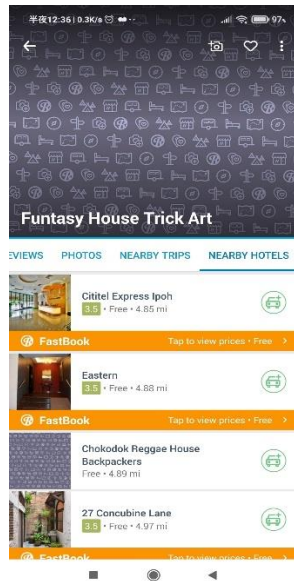 半夜12:36 | 0.3K/s
97%
Funtasy House Trick Art
EVIEWS PHOTOS NEARBY TRIPS NEARBY HOTELS
Cititel Express Ipoh
3.5 • Free • 4.85 mi
FastBook Tap to view prices • Free >
Eastern
3.5 • Free • 4.88 mi
FastBook Tap to view prices • Free >
Chokodok Reggae House
Backpackers
Free • 4.89 mi
27 Concubine Lane
3.5 • Free • 4.97 mi
FastBook Tap to view prices • Free >